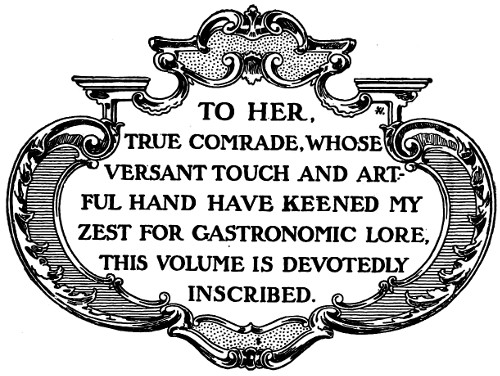 TO HER,
TRUE COMRADE, WHOSE
VERSANT TOUCH AND ART-
FUL HAND HAVE KEENED MY
ZEST FOR GASTRONOMIC LORE,
THIS VOLUME IS DEVOTEDLY
INSCRIBED.